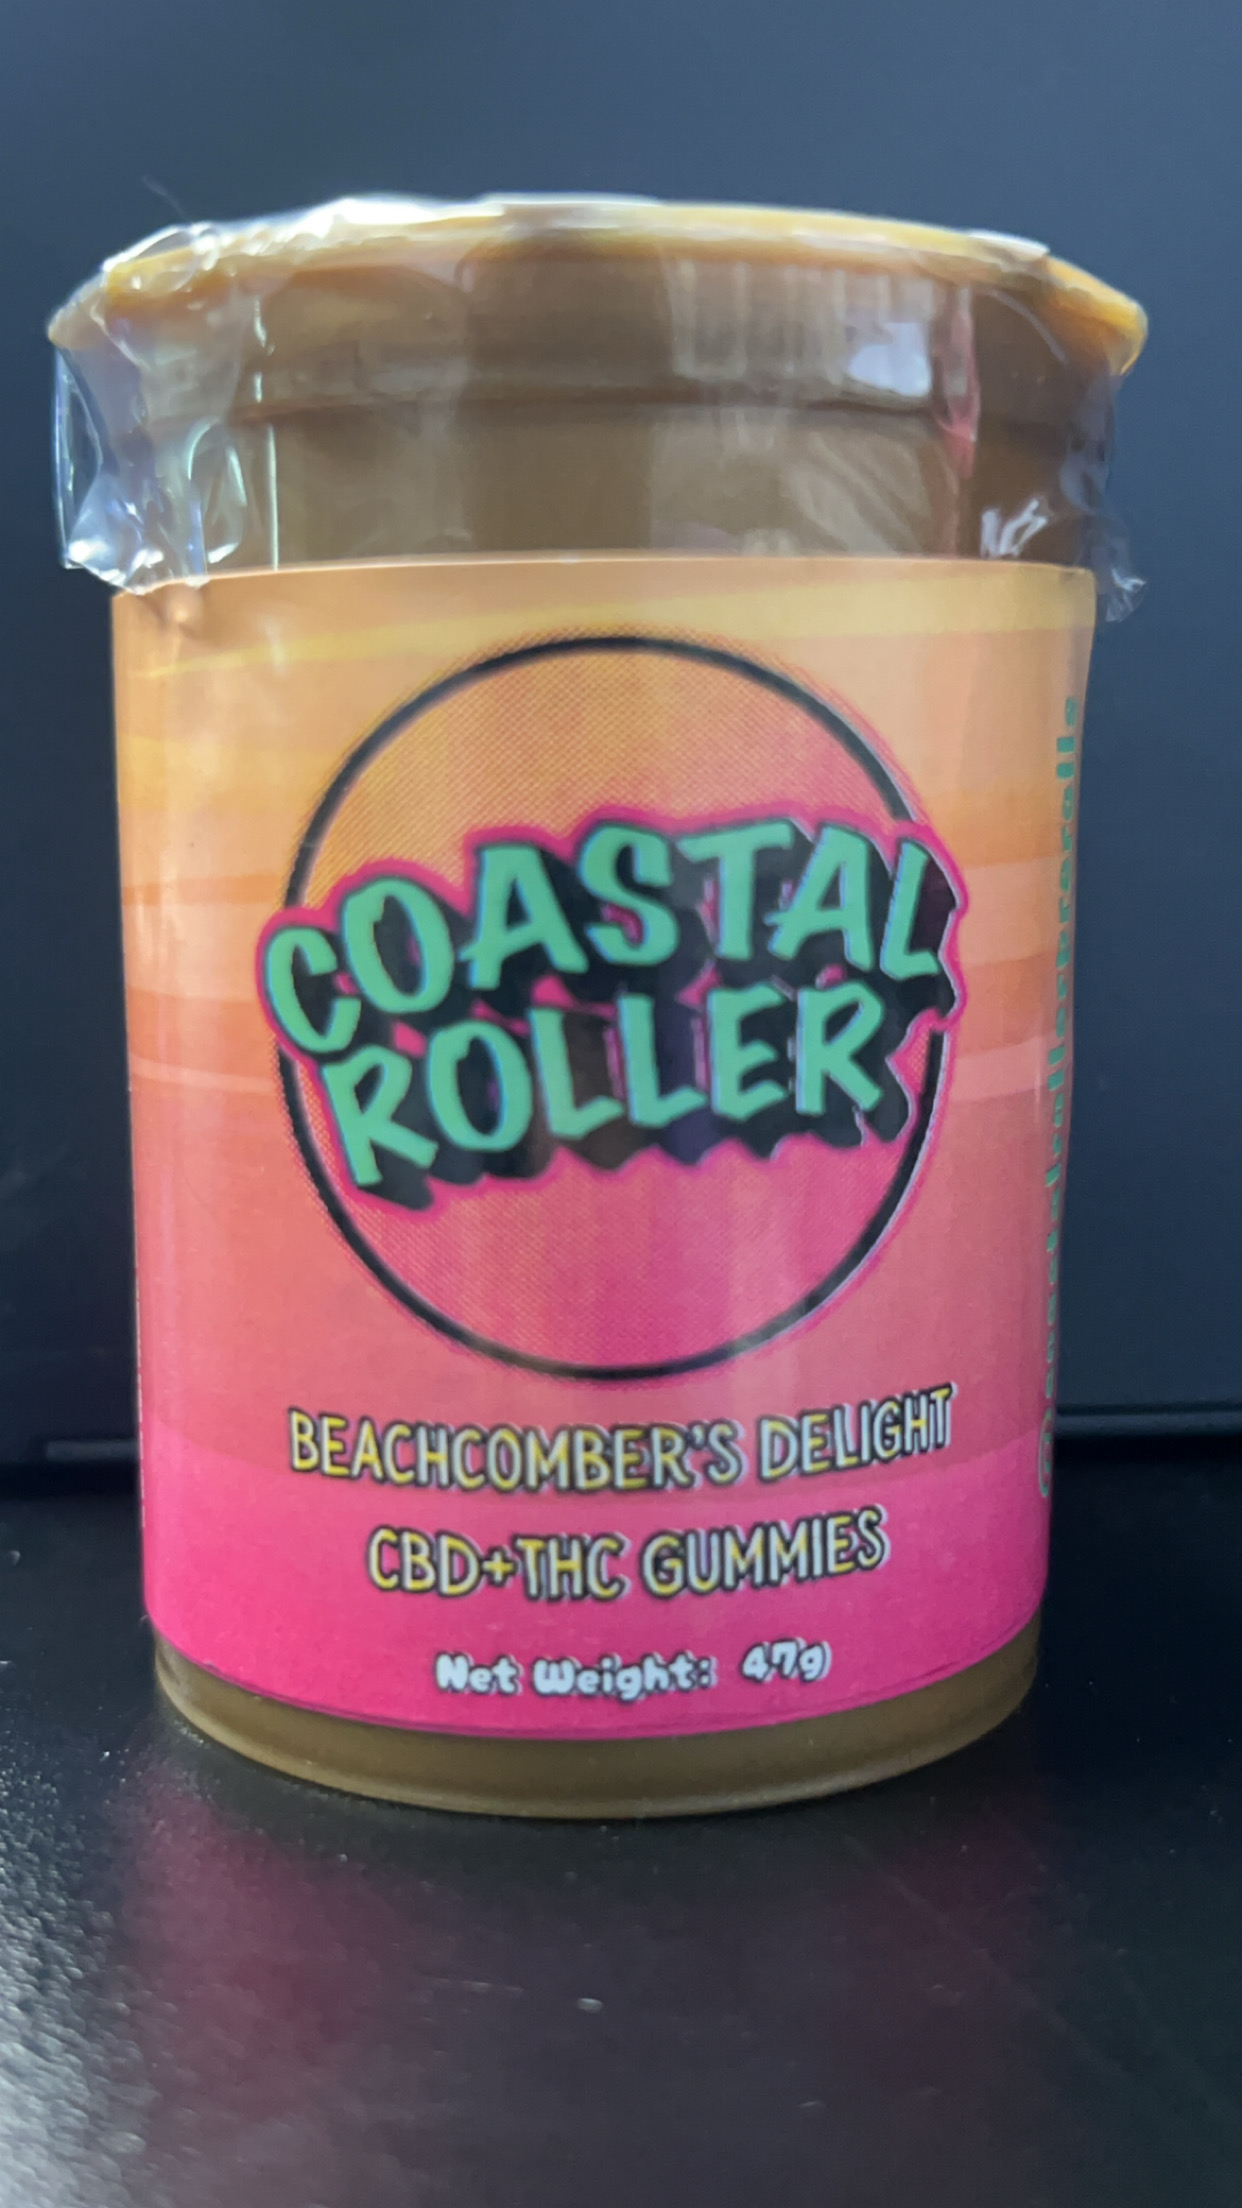 COASTAL
ROLLER
BEACHCOMBER'S DELIGHT
CBD+THC GUMMIES
Net Weight: 47g